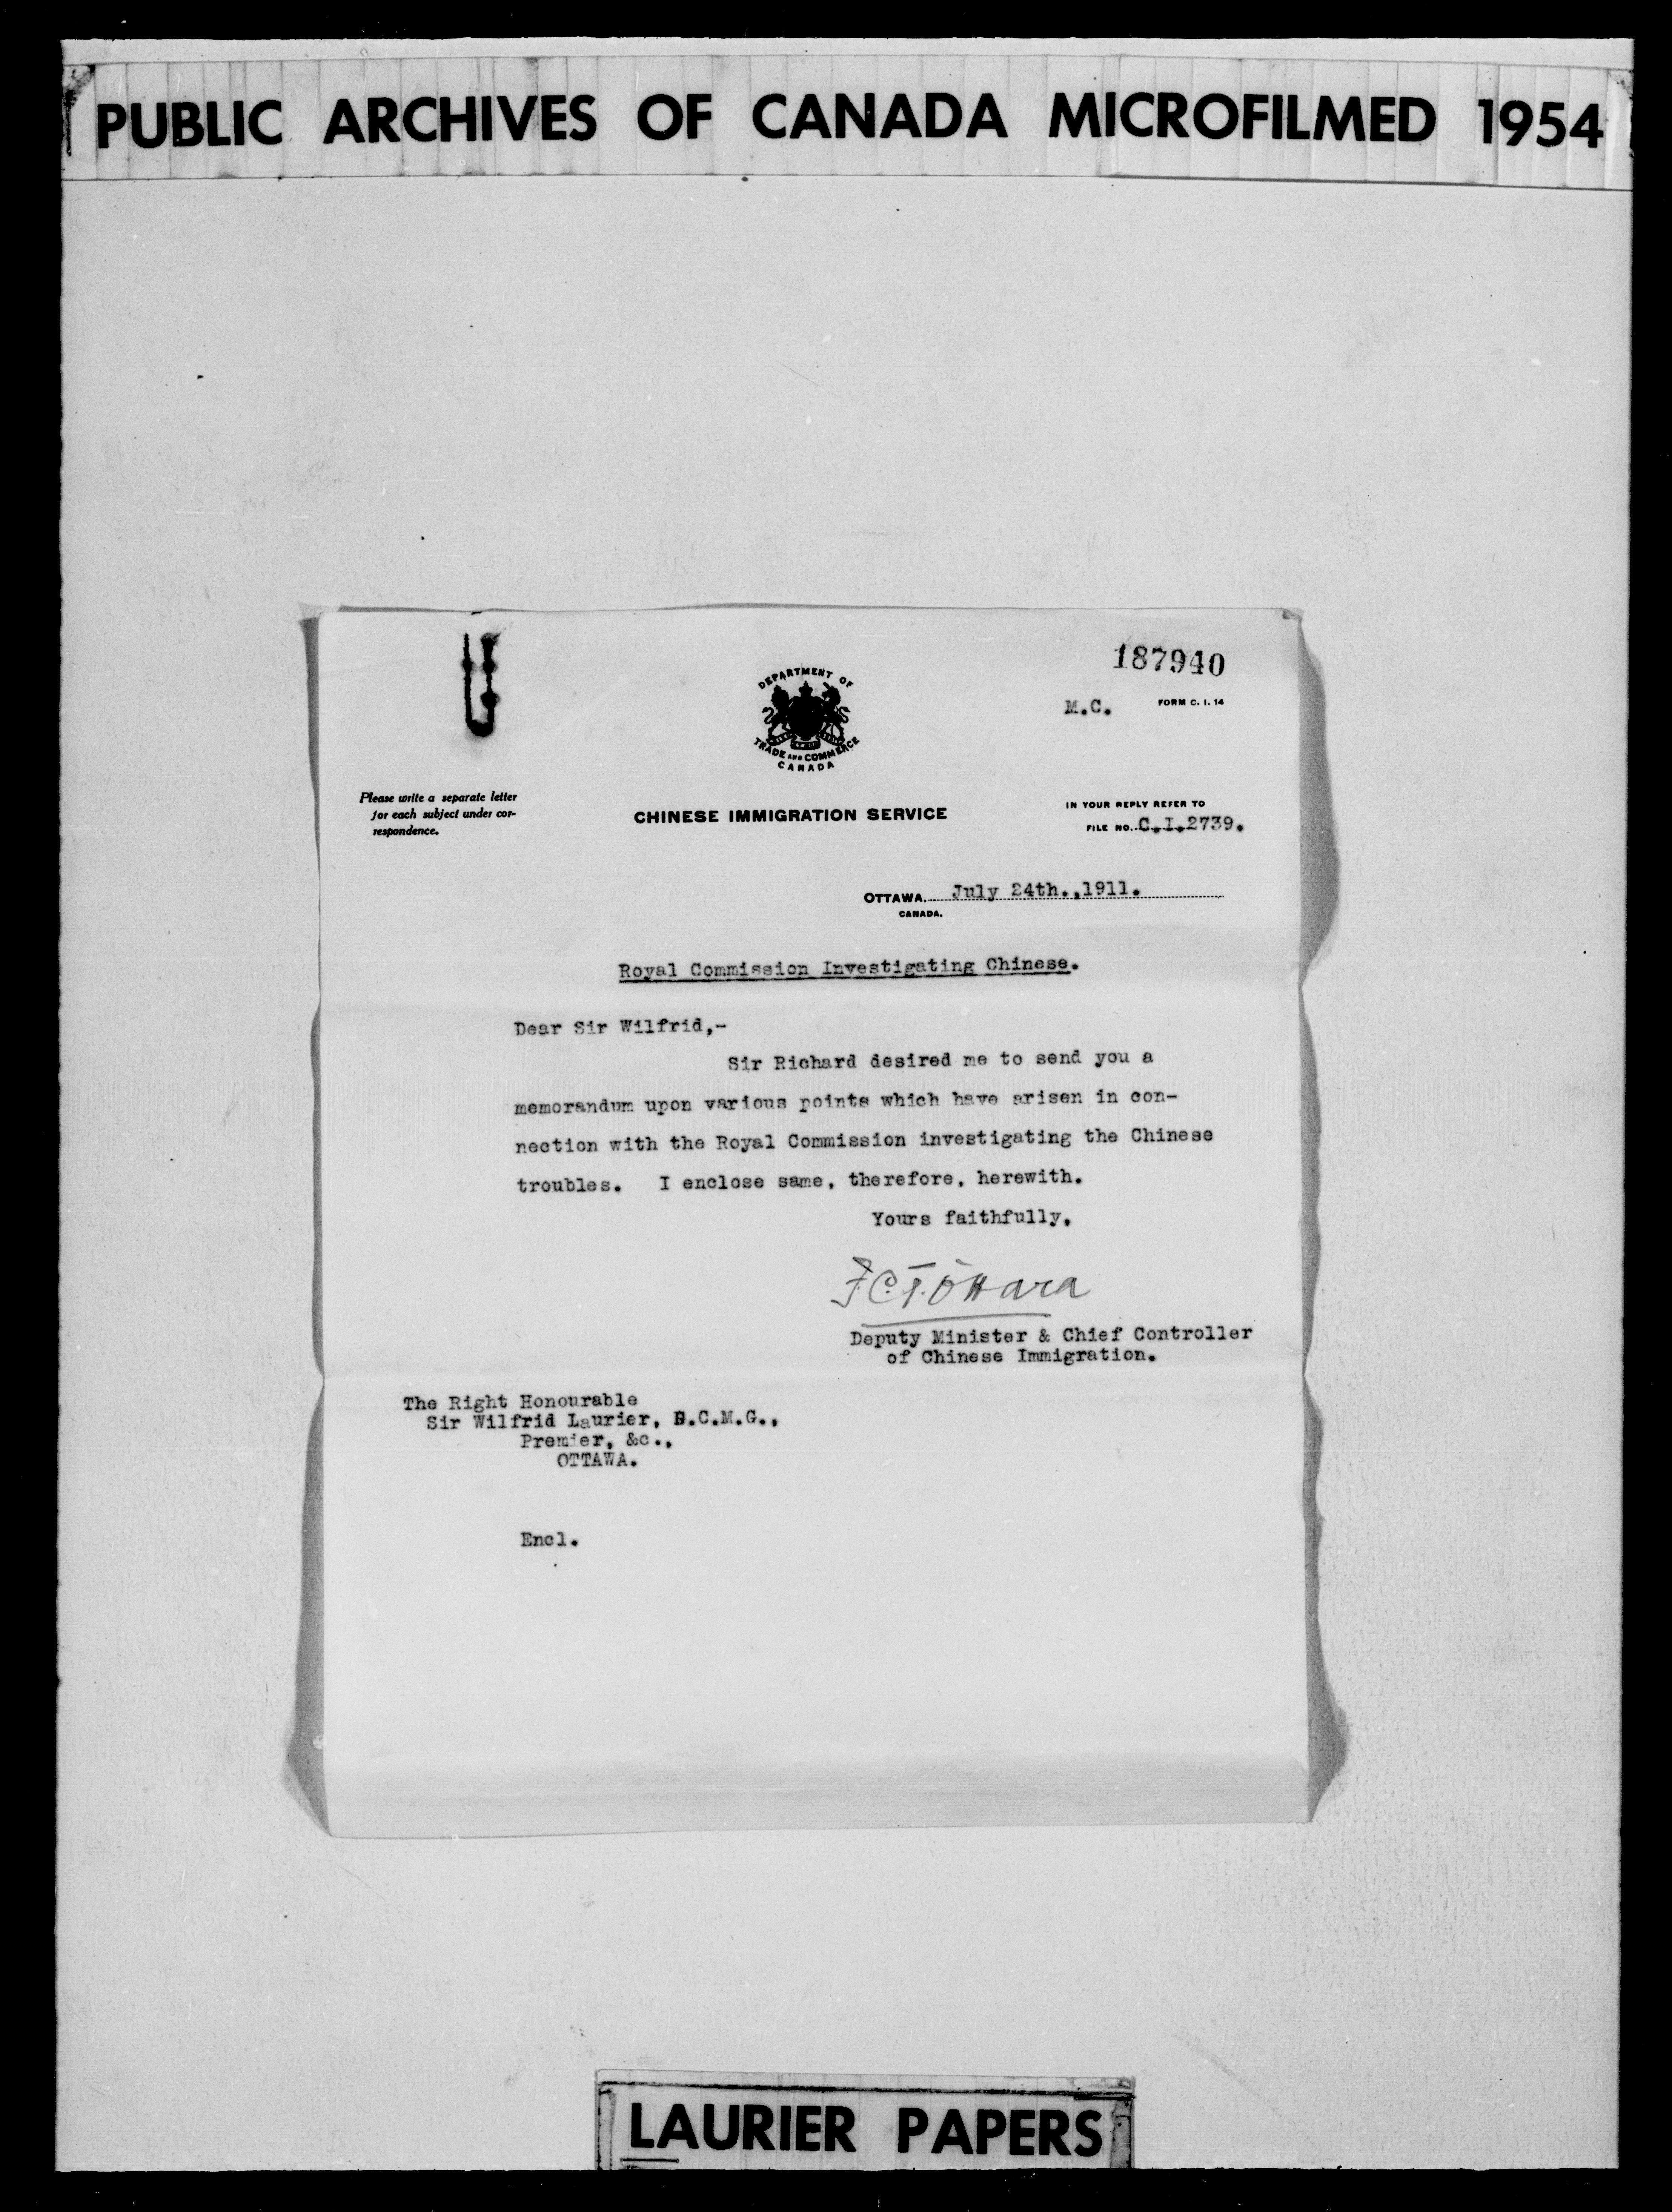 PUBLIC ARCHIVES OF CANADA MICROFILMED 1954
187940
M.C. FORM C. I. 14
DEPARTMENT OF
TRADE AND COMMERCE
CANADA
Please write a separate letter
for each subject under cor-
respondence.
CHINESE IMMIGRATION SERVICE
IN YOUR REPLY REFER TO
FILE NO. C.I.2739.
OTTAWA. July 24th.,1911.
CANADA.
Royal Commission Investigating Chinese.
Dear Sir Wilfrid,-
Sir Richard desired me to send you a
memorandum upon various points which have arisen in con-
nection with the Royal Commission investigating the Chinese
troubles. I enclose same, therefore, herewith.
Yours faithfully,
F.C.T. O'Hara
Deputy Minister & Chief Controller
of Chinese Immigration.
The Right Honourable
Sir Wilfrid Laurier, G.C.M.G.,
Premier, &c.,
OTTAWA.
Encl.
LAURIER PAPERS